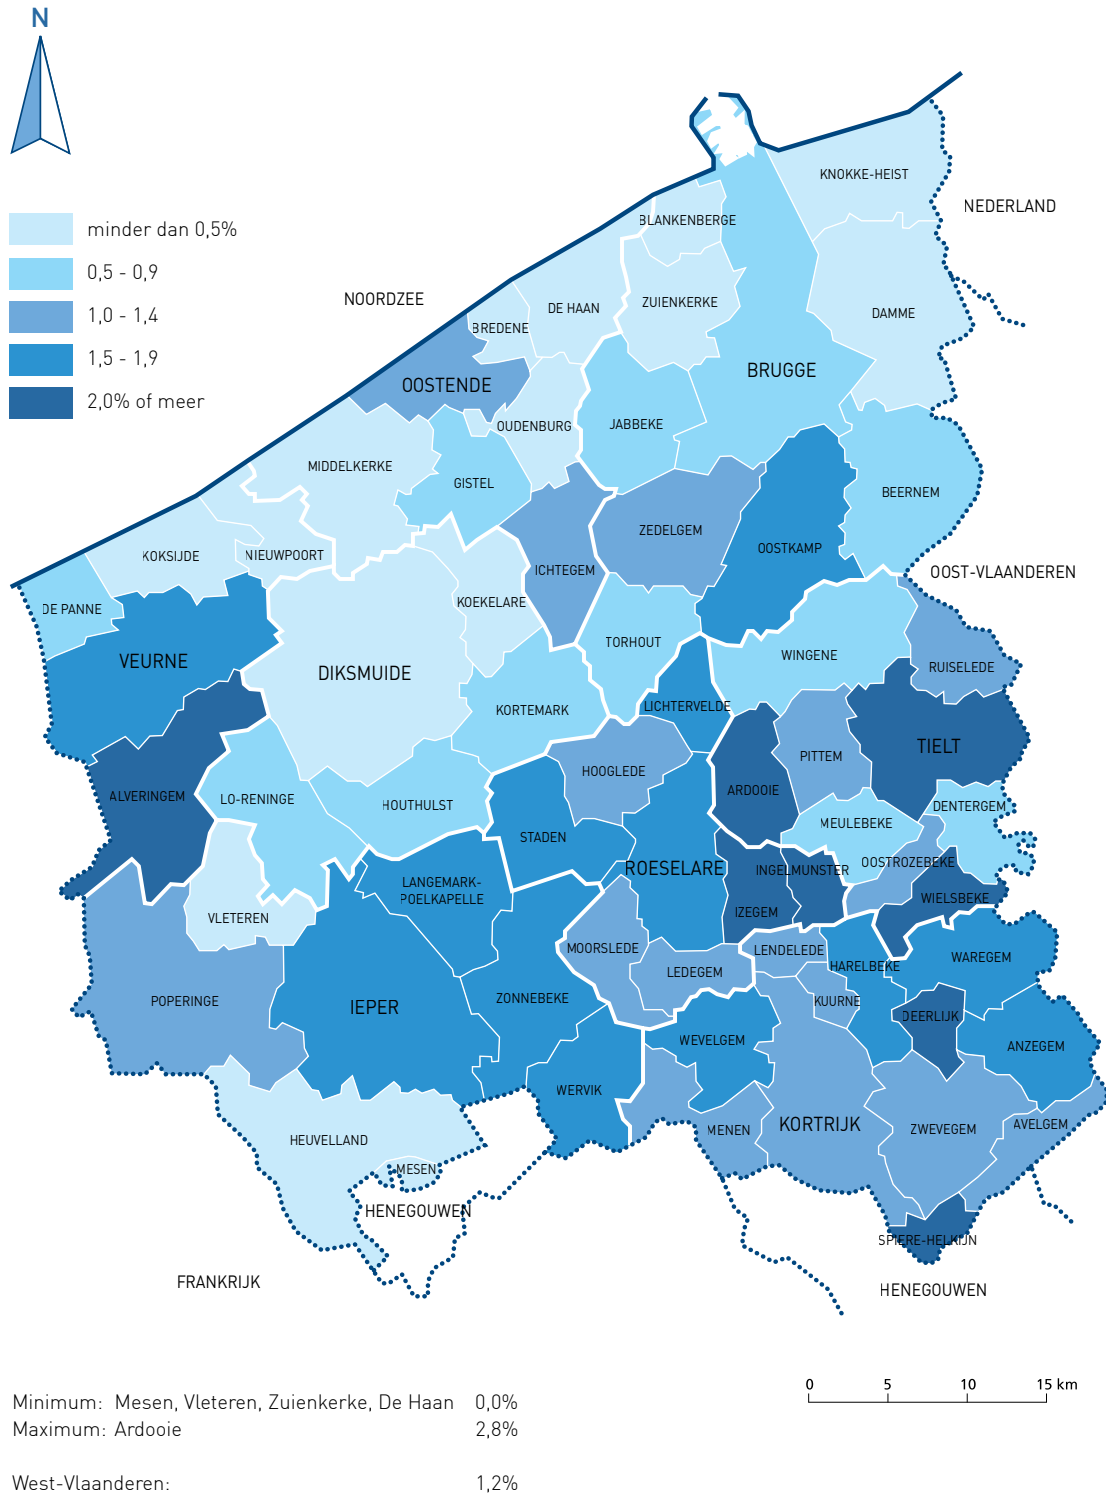 N
minder dan 0,5%
0,5 - 0,9
1,0 - 1,4
1,5 - 1,9
2,0% of meer
KNOKKE-HEIST
NEDERLAND
BLANKENBERGE
NOORDZEE
ZUIENKERKE
DE HAAN
DAMME
BREDENE
BRUGGE
OOSTENDE
JABBEKE
OUDENBURG
MIDDELKERKE
GISTEL
BEERNEM
ZEDELGEM
OOSTKAMP
KOKSIJDE
NIEUWPOORT
ICHTEGEM
OOST-VLAANDEREN
KOEKELARE
DE PANNE
TORHOUT
WINGENE
VEURNE
RUISELEDE
DIKSMUIDE
LICHTERVELDE
KORTEMARK
TIELT
PITTEM
HOOGLEDE
ARDOOIE
ALVERINGEM
LO-RENINGE
HOUTHULST
DENTERGEM
MEULEBEKE
STADEN
OOSTROZEBEKE
ROESELARE
INGELMUNSTER
LANGEMARK-
POELKAPELLE
WIELSBEKE
IZEGEM
VLETEREN
MOORSLEDE
LENDELEDE
WAREGEM
HARELBEKE
LEDEGEM
ZONNEBEKE
POPERINGE
KUURNE
IEPER
DEERLIJK
WEVELGEM
ANZEGEM
WERVIK
KORTRIJK
AVELGEM
MENEN
ZWEVEGEM
HEUVELLAND
MESEN
HENEGOUWEN
SPIERE-HELKIJN
FRANKRIJK
HENEGOUWEN
0 5 10 15 km
Minimum: Mesen, Vleteren, Zuienkerke, De Haan 0,0%
Maximum: Ardooie 2,8%
West-Vlaanderen: 1,2%